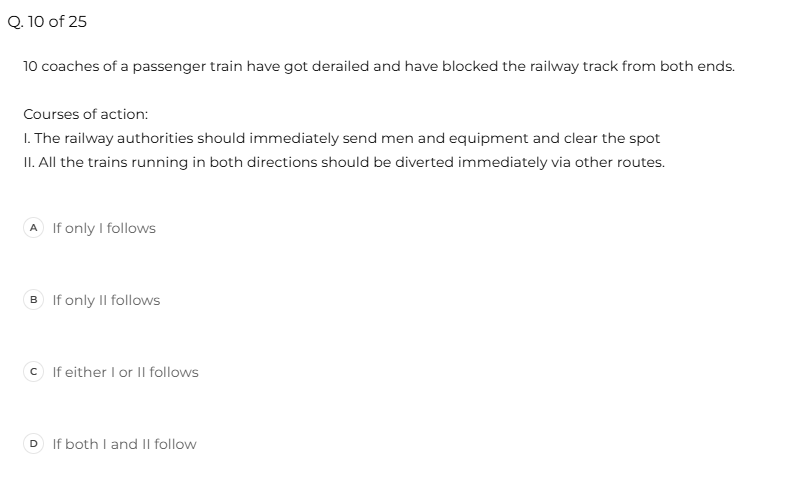 Q. 10 of 25
10 coaches of a passenger train have got derailed and have blocked the railway track from both ends.
Courses of action:
I. The railway authorities should immediately send men and equipment and clear the spot
II. All the trains running in both directions should be diverted immediately via other routes.
A If only I follows
B If only II follows
C If either I or II follows
D If both I and II follow